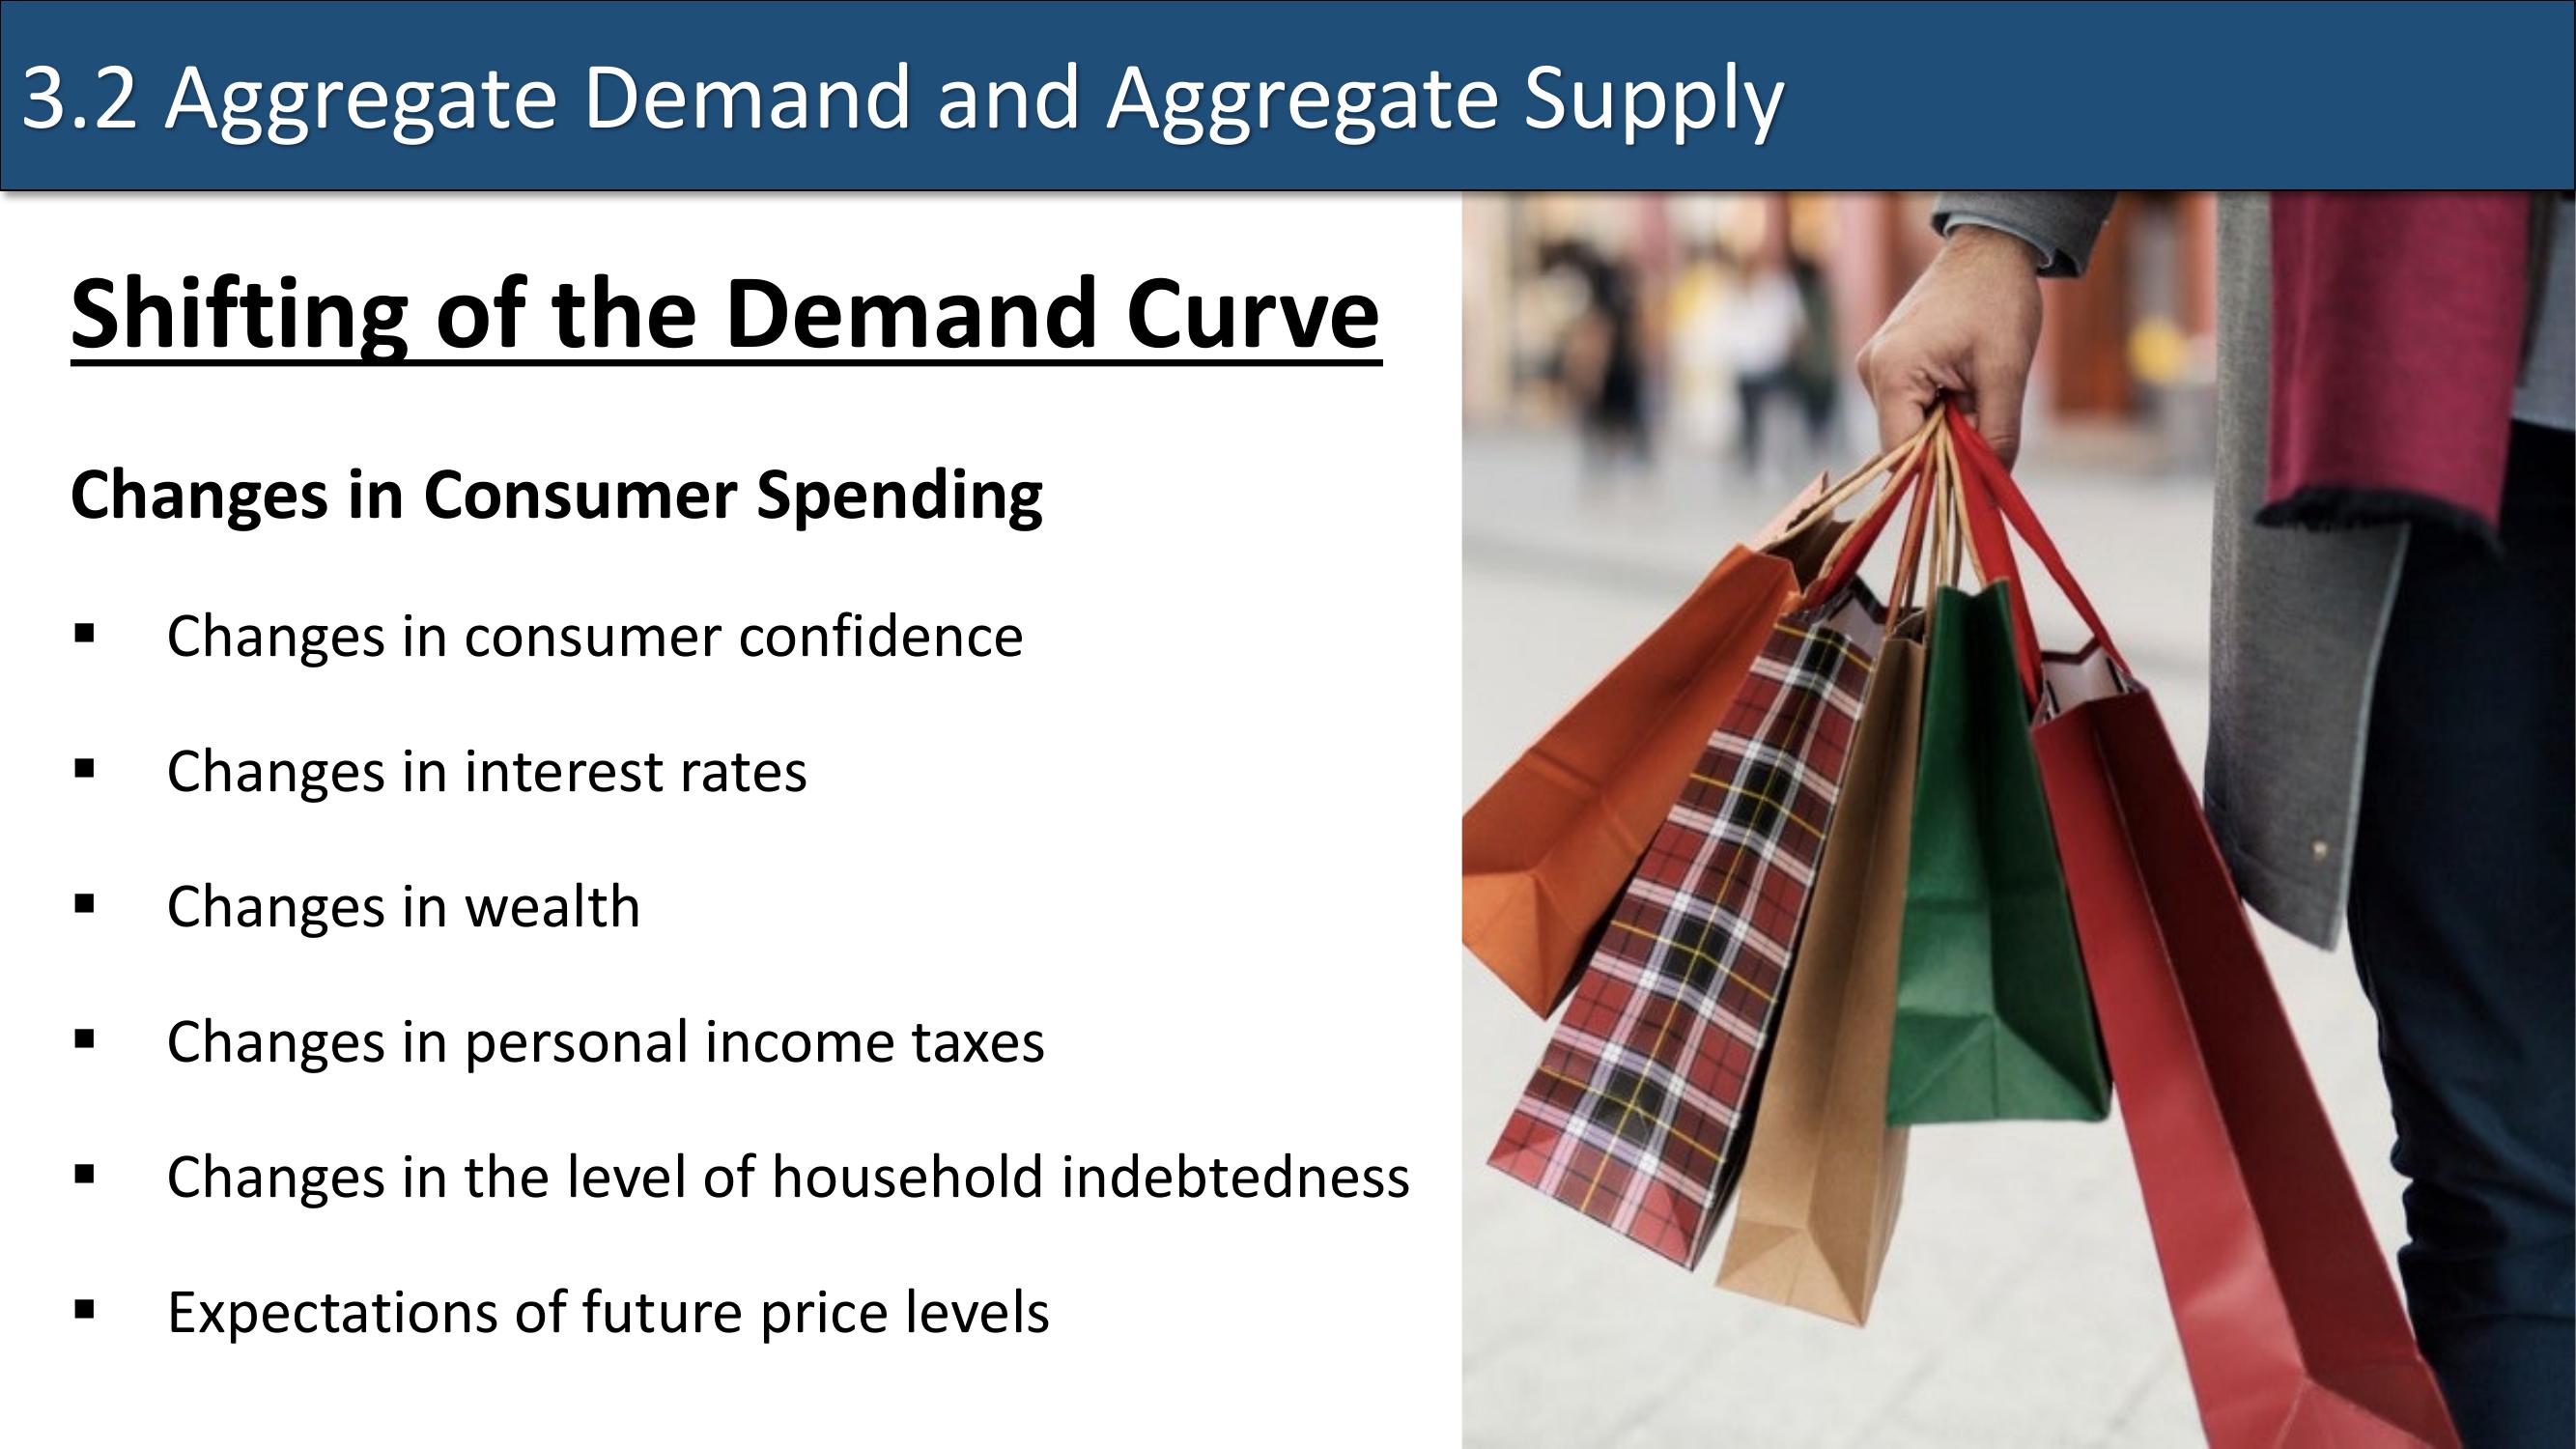 3.2 Aggregate Demand and Aggregate Supply
Shifting of the Demand Curve
Changes in Consumer Spending
▪ Changes in consumer confidence
▪ Changes in interest rates
▪ Changes in wealth
▪ Changes in personal income taxes
▪ Changes in the level of household indebtedness
▪ Expectations of future price levels